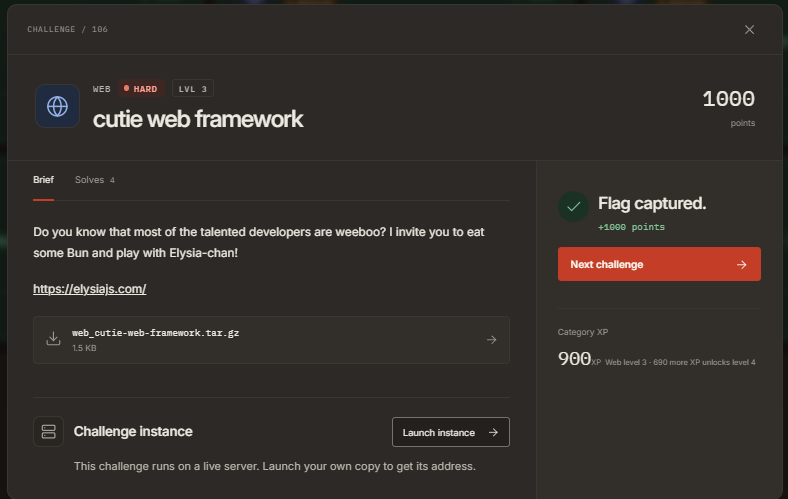 CHALLENGE / 106
WEB HARD LVL 3
cutie web framework
1000
points
Brief Solves 4
Do you know that most of the talented developers are weeboo? I invite you to eat
some Bun and play with Elysia-chan!
https://elysiajs.com/
web_cutie-web-framework.tar.gz
1.5 KB
Challenge instance
Launch instance
This challenge runs on a live server. Launch your own copy to get its address.
Flag captured.
+1000 points
Next challenge
Category XP
900XP Web level 3 · 690 more XP unlocks level 4